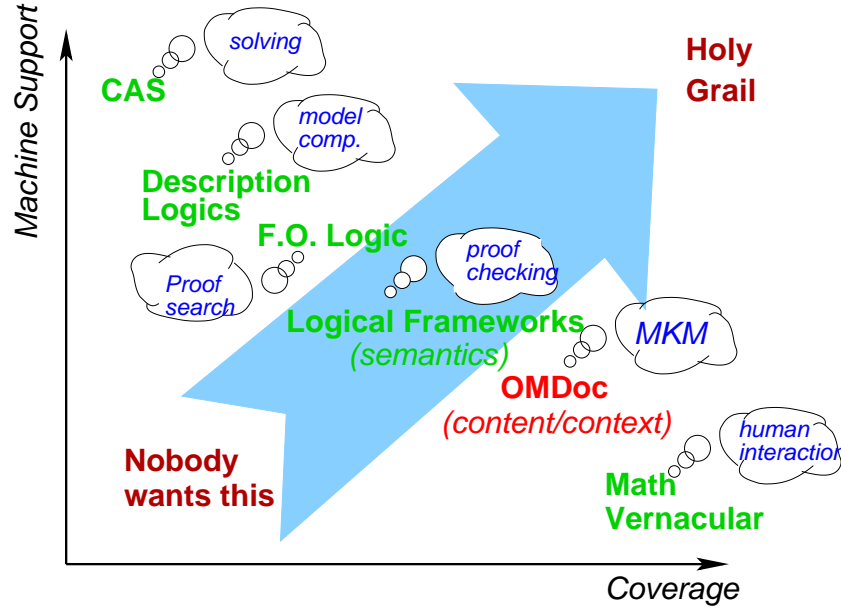 Machine Support
solving
CAS
Holy
Grail
model
comp.
Description
Logics
F.O. Logic
Proof
search
proof
checking
Logical Frameworks
(semantics)
MKM
OMDoc
(content/context)
Nobody
wants this
human
interaction
Math
Vernacular
Coverage